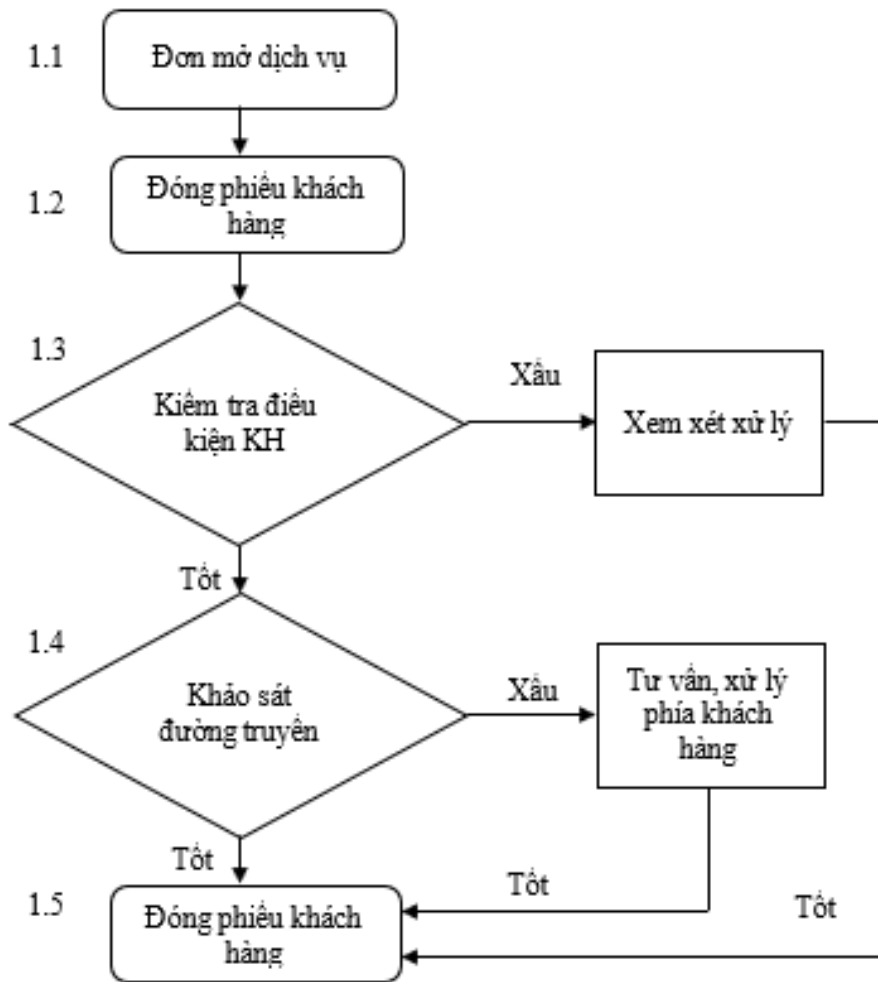 1.1
Đơn mở dịch vụ
1.2
Đóng phiếu khách
hàng
1.3
Kiểm tra điều
kiện KH
Xấu
Xem xét xử lý
Tốt
1.4
Khảo sát
đường truyền
Xấu
Tư vấn, xử lý
phía khách
hàng
Tốt
1.5
Đóng phiếu khách
hàng
Tốt
Tốt